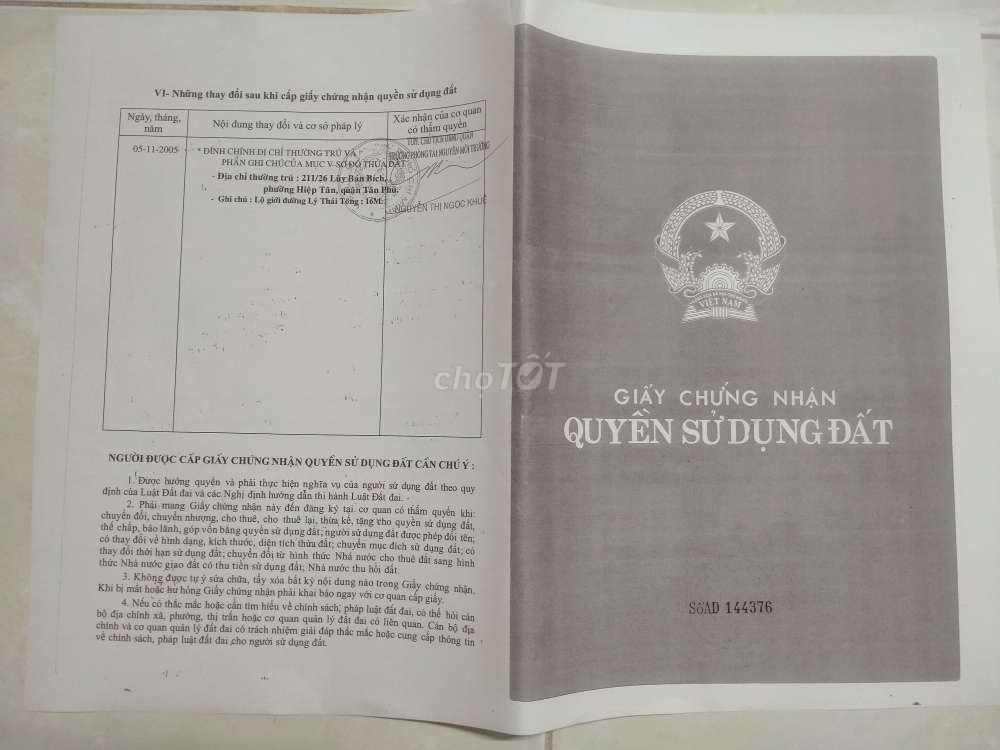 VI- Những thay đổi sau khi cấp giấy chứng nhận quyền sử dụng đất
Ngày, tháng, năm
Nội dung thay đổi và cơ sở pháp lý
Xác nhận của cơ quan
có thẩm quyền
05-11-2005
* ĐÍNH CHÍNH ĐỊ CHỈ THƯỜNG TRÚ VÀ
PHẦN GHI CHÚ CỦA MỤC V-SƠ ĐỒ THỬA ĐẤT
- Địa chỉ thường trú : 211/26 Lũy Bán Bích,
phường Hiệp Tân, quận Tân Phú.
- Ghi chú : Lộ giới đường Lý Thái Tông : 16M.
TUN. CHỦ TỊCH UBND QUẬN
TRƯỞNG PHÒNG TÀI NGUYÊN MÔI TRƯỜNG
NGUYỄN THỊ NGỌC KHUÊ
NGƯỜI ĐƯỢC CẤP GIẤY CHỨNG NHẬN QUYỀN SỬ DỤNG ĐẤT CẦN CHÚ Ý :
1. Được hưởng quyền và phải thực hiện nghĩa vụ của người sử dụng đất theo quy
định của Luật Đất đai và các Nghị định hướng dẫn thi hành Luật Đất đai.
2. Phải mang Giấy chứng nhận này đến đăng ký tại cơ quan có thẩm quyền khi:
chuyển đổi, chuyển nhượng, cho thuê, cho thuê lại, thừa kế, tặng cho quyền sử dụng đất,
thế chấp, bảo lãnh, góp vốn bằng quyền sử dụng đất; người sử dụng đất được phép đổi tên;
có thay đổi về hình dạng, kích thước, diện tích thửa đất; chuyển mục đích sử dụng đất; có
thay đổi thời hạn sử dụng đất; chuyển đổi từ hình thức Nhà nước cho thuê đất sang hình
thức Nhà nước giao đất có thu tiền sử dụng đất; Nhà nước thu hồi đất.
3. Không được tự ý sửa chữa, tẩy xóa bất kỳ nội dung nào trong Giấy chứng nhận.
Khi bị mất hoặc hư hỏng Giấy chứng nhận phải khai báo ngay với cơ quan cấp giấy.
4. Nếu có thắc mắc hoặc cần tìm hiểu về chính sách, pháp luật đất đai, có thể hỏi cán
bộ địa chính xã, phường, thị trấn hoặc cơ quan quản lý đất đai có liên quan. Cán bộ địa
chính và cơ quan quản lý đất đai có trách nhiệm giải đáp thắc mắc hoặc cung cấp thông tin
về chính sách, pháp luật đất đai cho người sử dụng đất.
chợTỐT
VIỆT NAM
GIẤY CHỨNG NHẬN
QUYỀN SỬ DỤNG ĐẤT
Số AD 144376